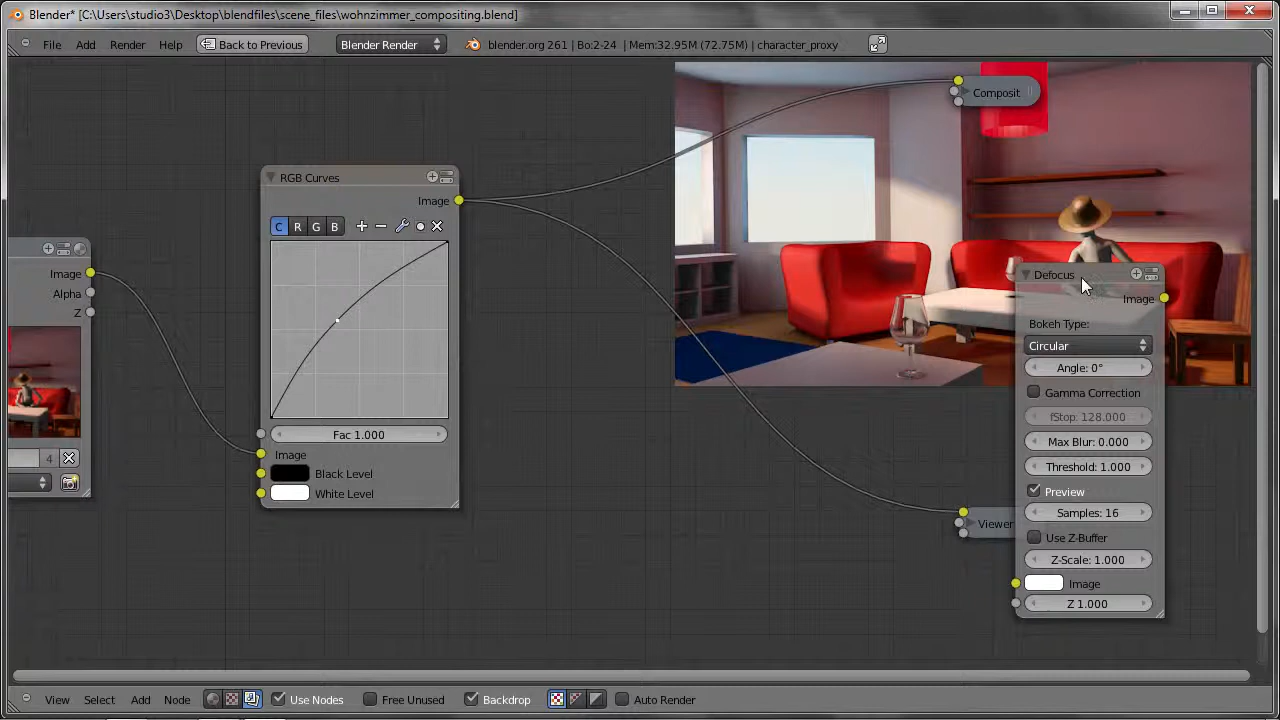 Blender* [C:\Users\studio3\Desktop\blendfiles\scene_files\wohnzimmer_compositing.blend]
File Add Render Help Back to Previous Blender Render blender.org 261 | Bo:2-24 | Mem:32.95M (72.75M) | character_proxy
Composit
RGB Curves
Image
C R G B
Fac 1.000
Image
Black Level
White Level
Image
Alpha
Z
4
Defocus
Image
Bokeh Type:
Circular
Angle: 0°
Gamma Correction
fStop: 128.000
Max Blur: 0.000
Threshold: 1.000
Preview
Samples: 16
Use Z-Buffer
Z-Scale: 1.000
Image
Z 1.000
Viewer
View Select Add Node Use Nodes Free Unused Backdrop Auto Render